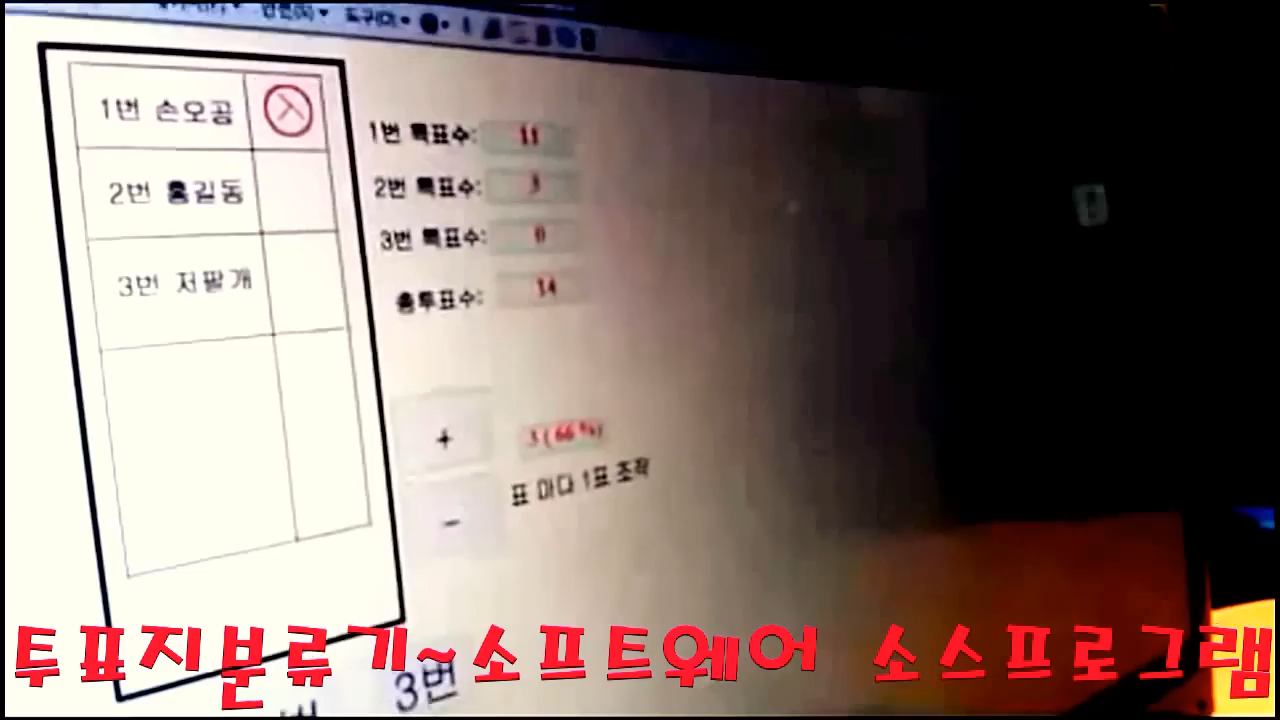 도구(O)
1번 손오공
2번 홍길동
3번 저팔개
1번 득표수: 11
2번 득표수: 3
3번 득표수: 0
총투표수: 14
+
3 ( 66 %)
-
표 마다 1표 조작
3번
투표지분류기~소프트웨어 소스프로그램